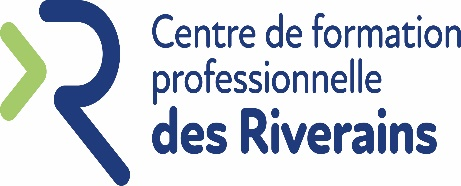 Centre de formation
professionnelle
des Riverains